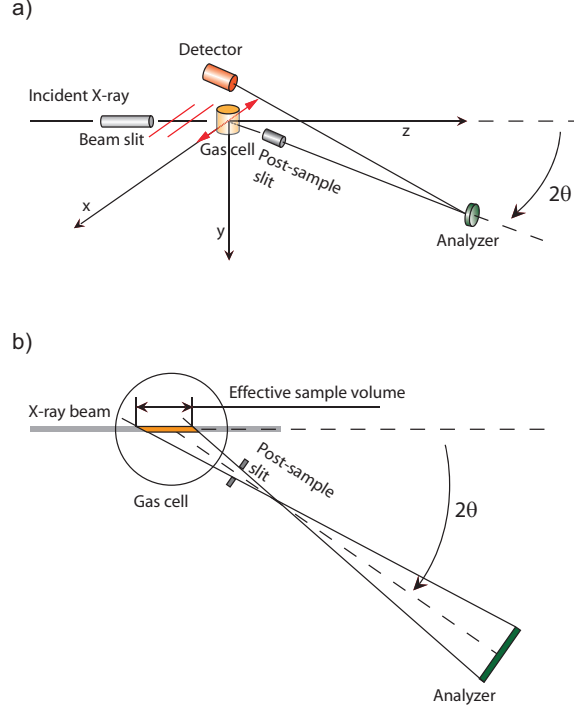 a)
Detector
Incident X-ray
Beam slit
Gas cell
Post-sample
slit
z
x
y
2θ
Analyzer
b)
Effective sample volume
X-ray beam
Post-sample
slit
Gas cell
2θ
Analyzer